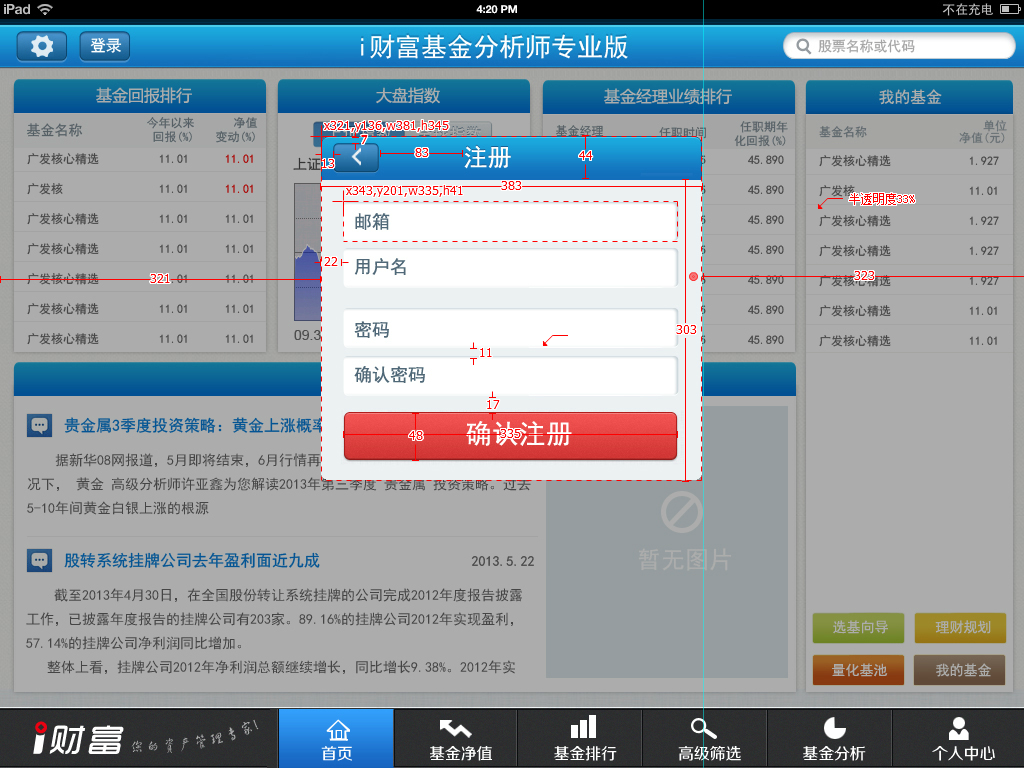 iPad
4:20 PM
不在充电
登录
i财富基金分析师专业版
股票名称或代码
基金回报排行
大盘指数
基金经理业绩排行
我的基金
基金名称
今年以来
回报(%)
净值
变动(%)
广发核心精选 11.01 11.01
广发核 11.01 11.01
广发核心精选 11.01 11.01
广发核心精选 11.01 11.01
广发核心精选 11.01 11.01
广发核心精选 11.01 11.01
广发核心精选 11.01 11.01
上证
09.3
基金经理
任职时间
任职期年
化回报(%)
45.890
45.890
45.890
45.890
45.890
45.890
45.890
基金名称
单位
净值(元)
广发核心精选 1.927
广发核 11.01
半透明度33%
广发核心精选 1.927
广发核心精选 1.927
广发核心精选 1.927
广发核心精选 11.01
广发核心精选 11.01
x321,y136,w381,h345
7
13
83
注册
44
383
x343,y201,w335,h41
邮箱
22
用户名
321
323
密码
303
11
确认密码
17
48
确认注册
335
贵金属3季度投资策略：黄金上涨概率
据新华08网报道，5月即将结束，6月行情再
况下， 黄金 高级分析师许亚鑫为您解读2013年第三季度 贵金属 投资策略。过去
5-10年间黄金白银上涨的根源
股转系统挂牌公司去年盈利面近九成
2013.5.22
截至2013年4月30日，在全国股份转让系统挂牌的公司完成2012年度报告披露
工作，已披露年度报告的挂牌公司有203家。89.16%的挂牌公司2012年实现盈利，
57.14%的挂牌公司净利润同比增加。
整体上看，挂牌公司2012年净利润总额继续增长，同比增长9.38%。2012年实
暂无图片
选基向导
理财规划
量化基池
我的基金
i财富
你的资产管理专家!
首页
基金净值
基金排行
高级筛选
基金分析
个人中心